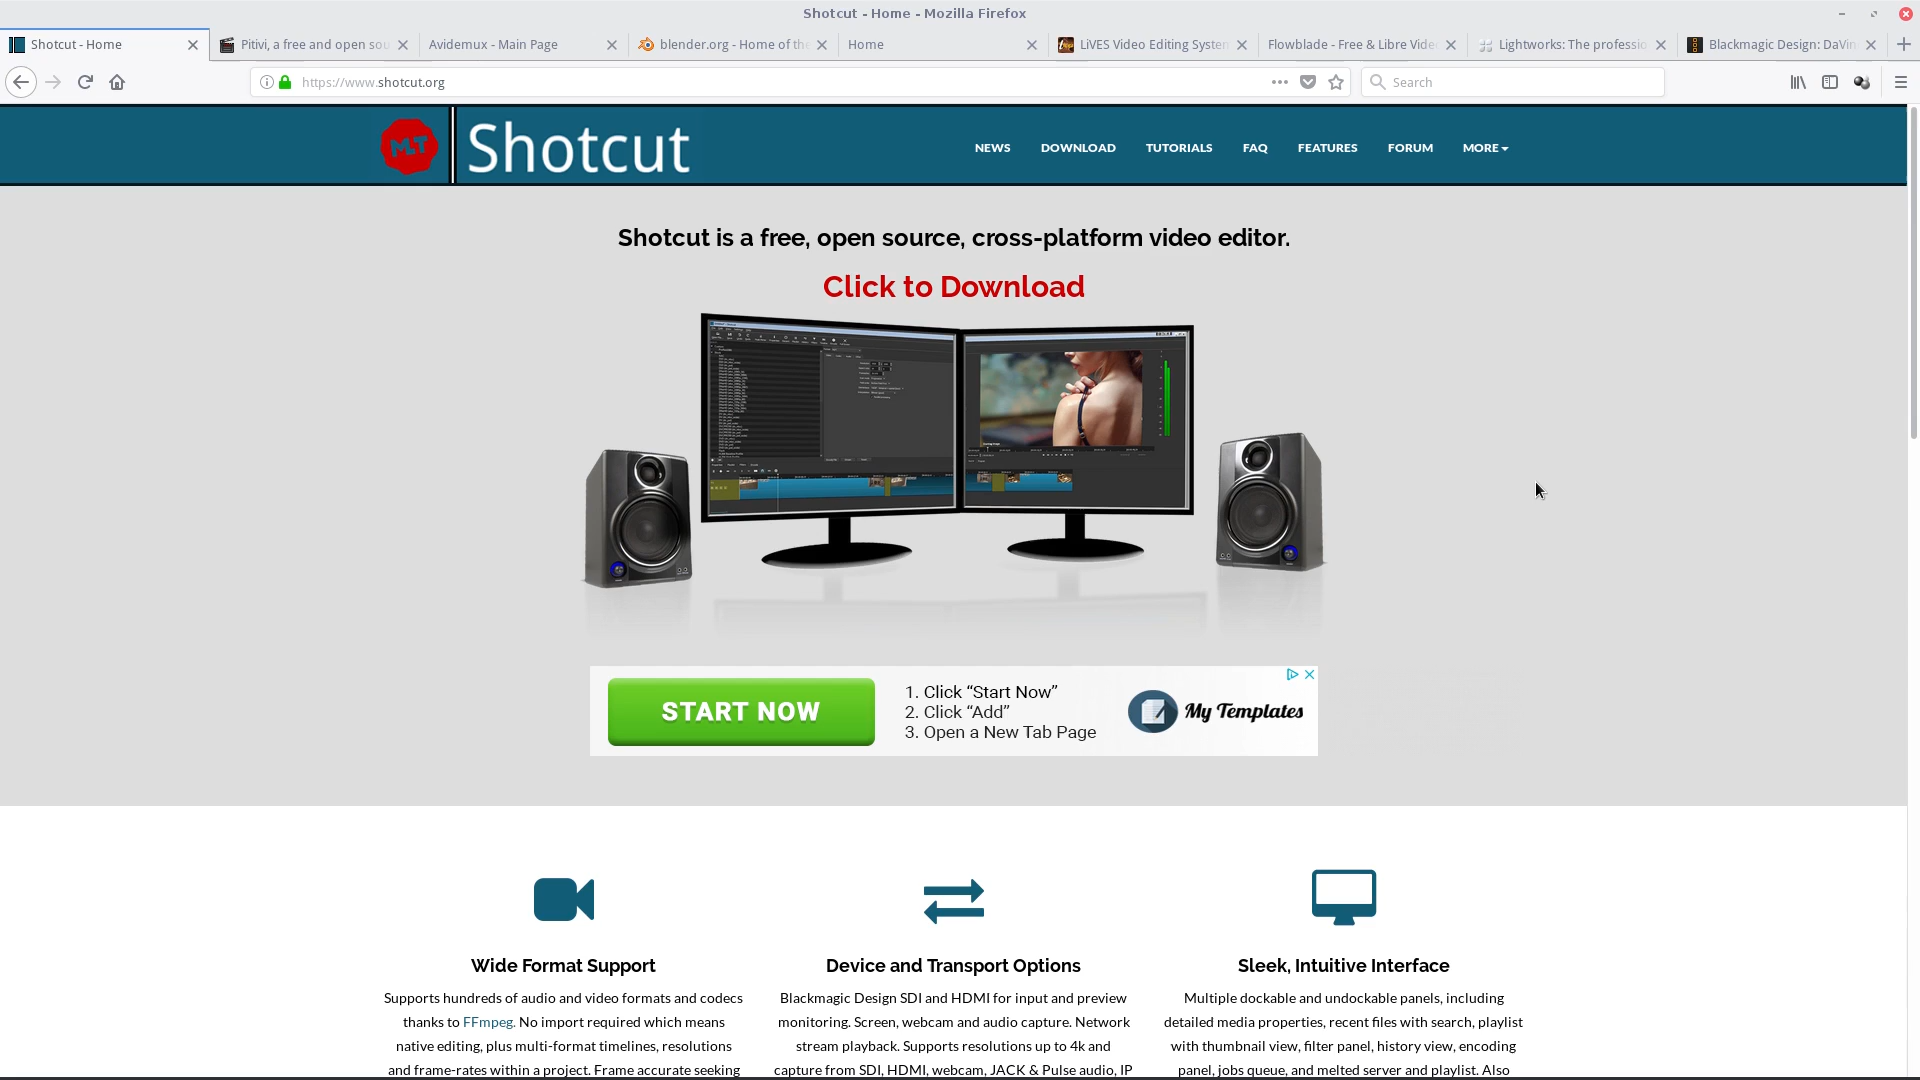 Shotcut - Home - Mozilla Firefox
Shotcut - Home
Pitivi, a free and open sou
Avidemux - Main Page
blender.org - Home of the
Home
LiVES Video Editing System
Flowblade - Free & Libre Vide
Lightworks: The professio
Blackmagic Design: DaVin
https://www.shotcut.org
Search
MLT
Shotcut
NEWS DOWNLOAD TUTORIALS FAQ FEATURES FORUM MORE
Shotcut is a free, open source, cross-platform video editor.
Click to Download
START NOW
1. Click “Start Now”
2. Click “Add”
3. Open a New Tab Page
My Templates
Wide Format Support
Supports hundreds of audio and video formats and codecs
thanks to FFmpeg. No import required which means
native editing, plus multi-format timelines, resolutions
and frame-rates within a project. Frame accurate seeking
Device and Transport Options
Blackmagic Design SDI and HDMI for input and preview
monitoring. Screen, webcam and audio capture. Network
stream playback. Supports resolutions up to 4k and
capture from SDI, HDMI, webcam, JACK & Pulse audio, IP
Sleek, Intuitive Interface
Multiple dockable and undockable panels, including
detailed media properties, recent files with search, playlist
with thumbnail view, filter panel, history view, encoding
panel, jobs queue, and melted server and playlist. Also